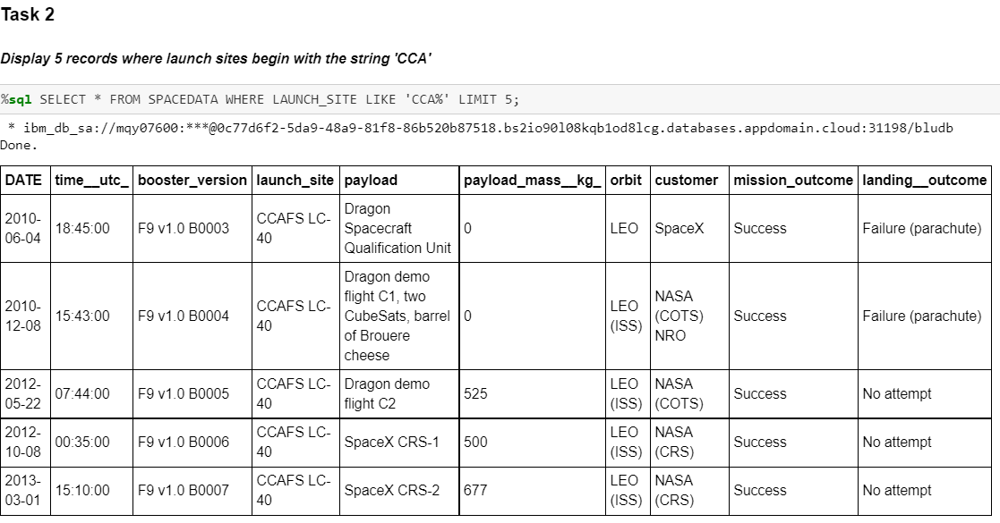 Task 2
Display 5 records where launch sites begin with the string 'CCA'
%sql SELECT * FROM SPACEDATA WHERE LAUNCH_SITE LIKE 'CCA%' LIMIT 5;
* ibm_db_sa://mqy07600:***@0c77d6f2-5da9-48a9-81f8-86b520b87518.bs2io90l08kqb1od8lcg.databases.appdomain.cloud:31198/bludb
Done.
DATE time__utc_ booster_version launch_site payload payload_mass__kg_ orbit customer mission_outcome landing__outcome
2010-
06-04
18:45:00
F9 v1.0 B0003
CCAFS LC-
40
Dragon
Spacecraft
Qualification Unit
0
LEO
SpaceX
Success
Failure (parachute)
2010-
12-08
15:43:00
F9 v1.0 B0004
CCAFS LC-
40
Dragon demo
flight C1, two
CubeSats, barrel
of Brouere
cheese
0
LEO
(ISS)
NASA
(COTS)
NRO
Success
Failure (parachute)
2012-
05-22
07:44:00
F9 v1.0 B0005
CCAFS LC-
40
Dragon demo
flight C2
525
LEO
(ISS)
NASA
(COTS)
Success
No attempt
2012-
10-08
00:35:00
F9 v1.0 B0006
CCAFS LC-
40
SpaceX CRS-1
500
LEO
(ISS)
NASA
(CRS)
Success
No attempt
2013-
03-01
15:10:00
F9 v1.0 B0007
CCAFS LC-
40
SpaceX CRS-2
677
LEO
(ISS)
NASA
(CRS)
Success
No attempt